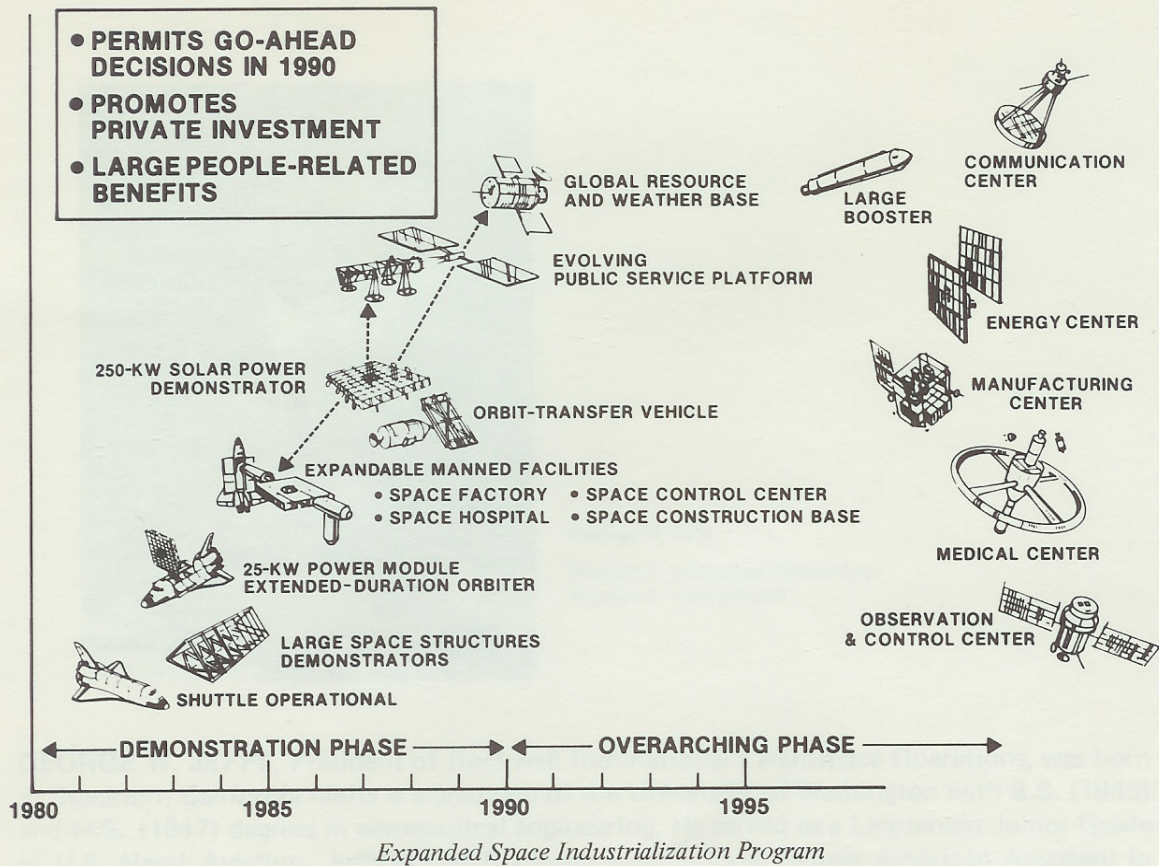 • PERMITS GO-AHEAD
DECISIONS IN 1990
• PROMOTES
PRIVATE INVESTMENT
• LARGE PEOPLE-RELATED
BENEFITS
COMMUNICATION
CENTER
GLOBAL RESOURCE
AND WEATHER BASE
LARGE
BOOSTER
EVOLVING
PUBLIC SERVICE PLATFORM
ENERGY CENTER
250-KW SOLAR POWER
DEMONSTRATOR
MANUFACTURING
CENTER
ORBIT-TRANSFER VEHICLE
EXPANDABLE MANNED FACILITIES
• SPACE FACTORY • SPACE CONTROL CENTER
• SPACE HOSPITAL • SPACE CONSTRUCTION BASE
MEDICAL CENTER
25-KW POWER MODULE
EXTENDED-DURATION ORBITER
OBSERVATION
& CONTROL CENTER
LARGE SPACE STRUCTURES
DEMONSTRATORS
SHUTTLE OPERATIONAL
DEMONSTRATION PHASE OVERARCHING PHASE
1980 1985 1990 1995
Expanded Space Industrialization Program